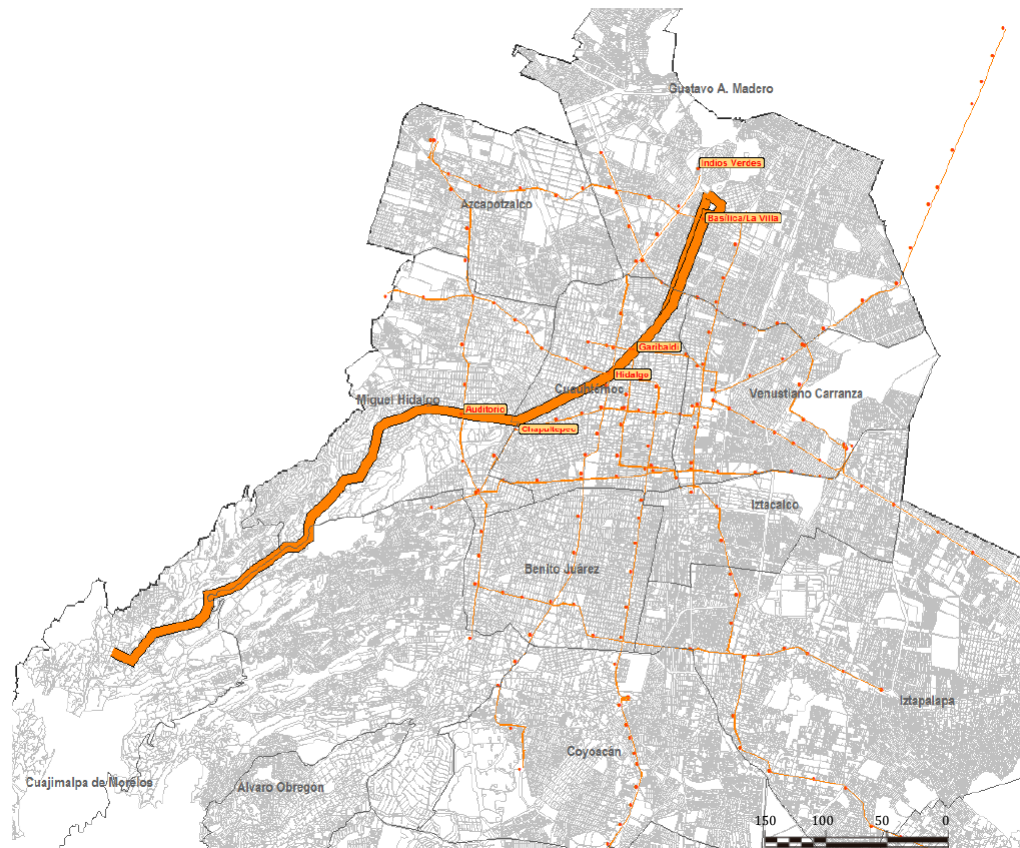 Gustavo A. Madero
Indios Verdes
Azcapotzalco
Basílica/La Villa
Garibaldi
Hidalgo
Cuauhtémoc
Miguel Hidalgo
Venustiano Carranza
Auditorio
Chapultepec
Iztacalco
Benito Juárez
Iztapalapa
Coyoacán
Cuajimalpa de Morelos
Álvaro Obregón
150 100 50 0